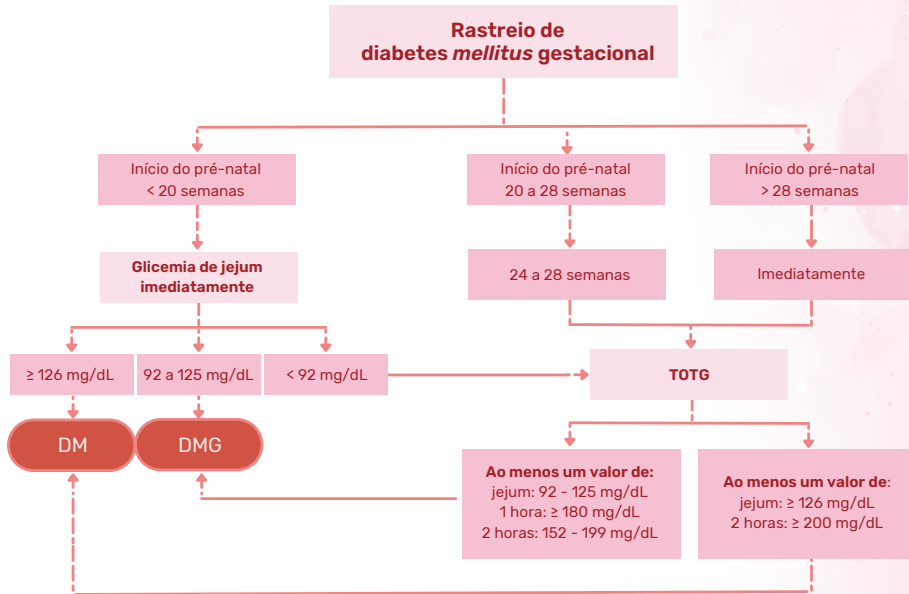 Rastreio de
diabetes mellitus gestacional
Início do pré-natal
< 20 semanas
Início do pré-natal
20 a 28 semanas
Início do pré-natal
> 28 semanas
Glicemia de jejum
imediatamente
24 a 28 semanas
Imediatamente
≥ 126 mg/dL
92 a 125 mg/dL
< 92 mg/dL
TOTG
DM
DMG
Ao menos um valor de:
jejum: 92 - 125 mg/dL
1 hora: ≥ 180 mg/dL
2 horas: 152 - 199 mg/dL
Ao menos um valor de:
jejum: ≥ 126 mg/dL
2 horas: ≥ 200 mg/dL